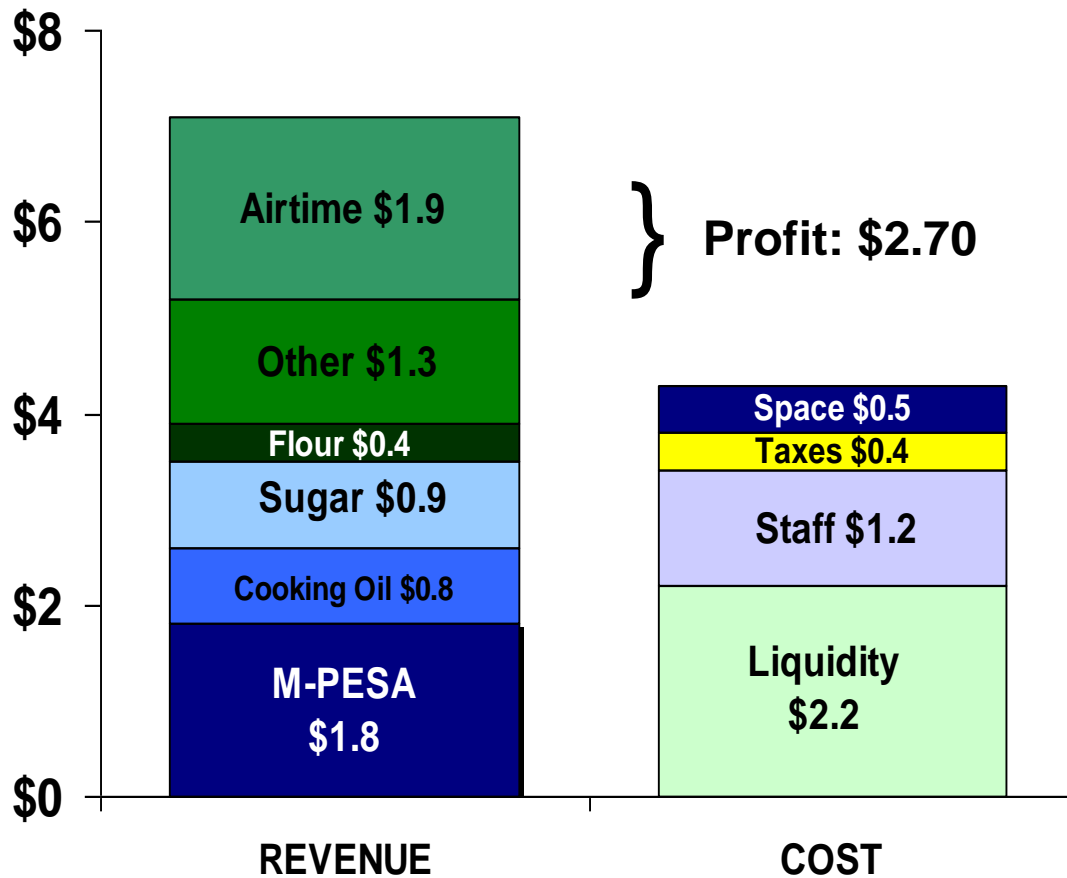 $8
$6
$4
$2
$0
Airtime $1.9
Other $1.3
Flour $0.4
Sugar $0.9
Cooking Oil $0.8
M-PESA
$1.8
} Profit: $2.70
Space $0.5
Taxes $0.4
Staff $1.2
Liquidity
$2.2
REVENUE
COST